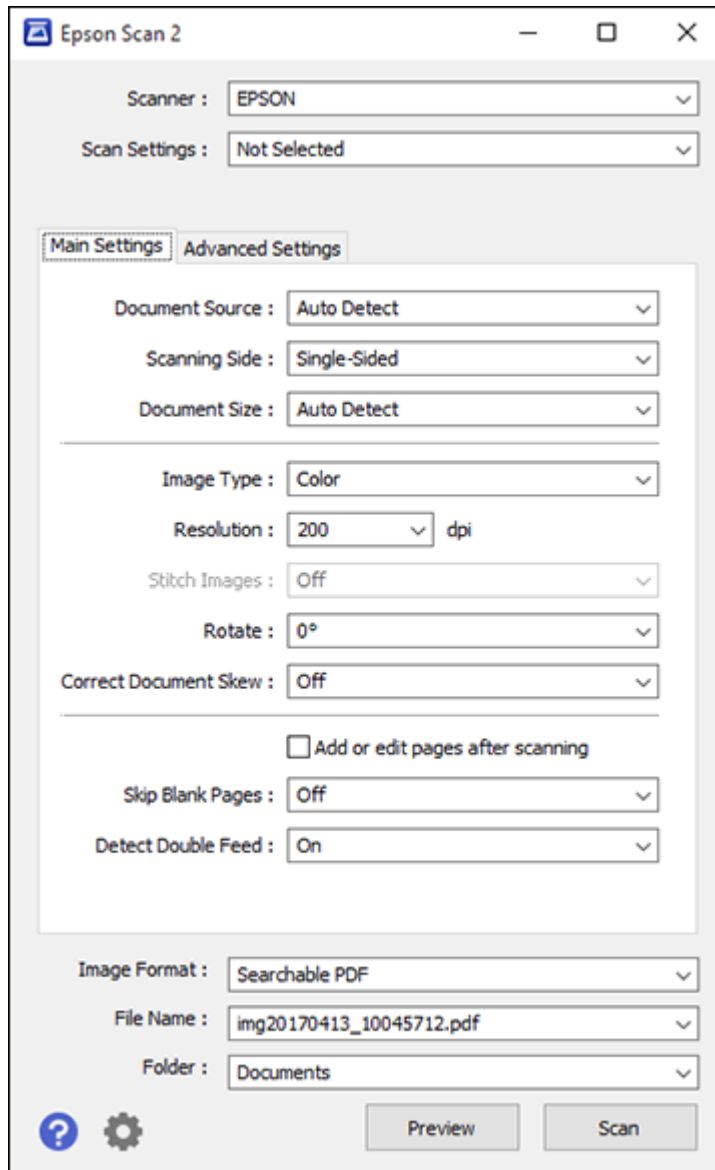 Epson Scan 2
Scanner : EPSON
Scan Settings : Not Selected
Main Settings Advanced Settings
Document Source : Auto Detect
Scanning Side : Single-Sided
Document Size : Auto Detect
Image Type : Color
Resolution : 200 dpi
Stitch Images : Off
Rotate : 0°
Correct Document Skew : Off
Add or edit pages after scanning
Skip Blank Pages : Off
Detect Double Feed : On
Image Format : Searchable PDF
File Name : img20170413_10045712.pdf
Folder : Documents
? Preview Scan